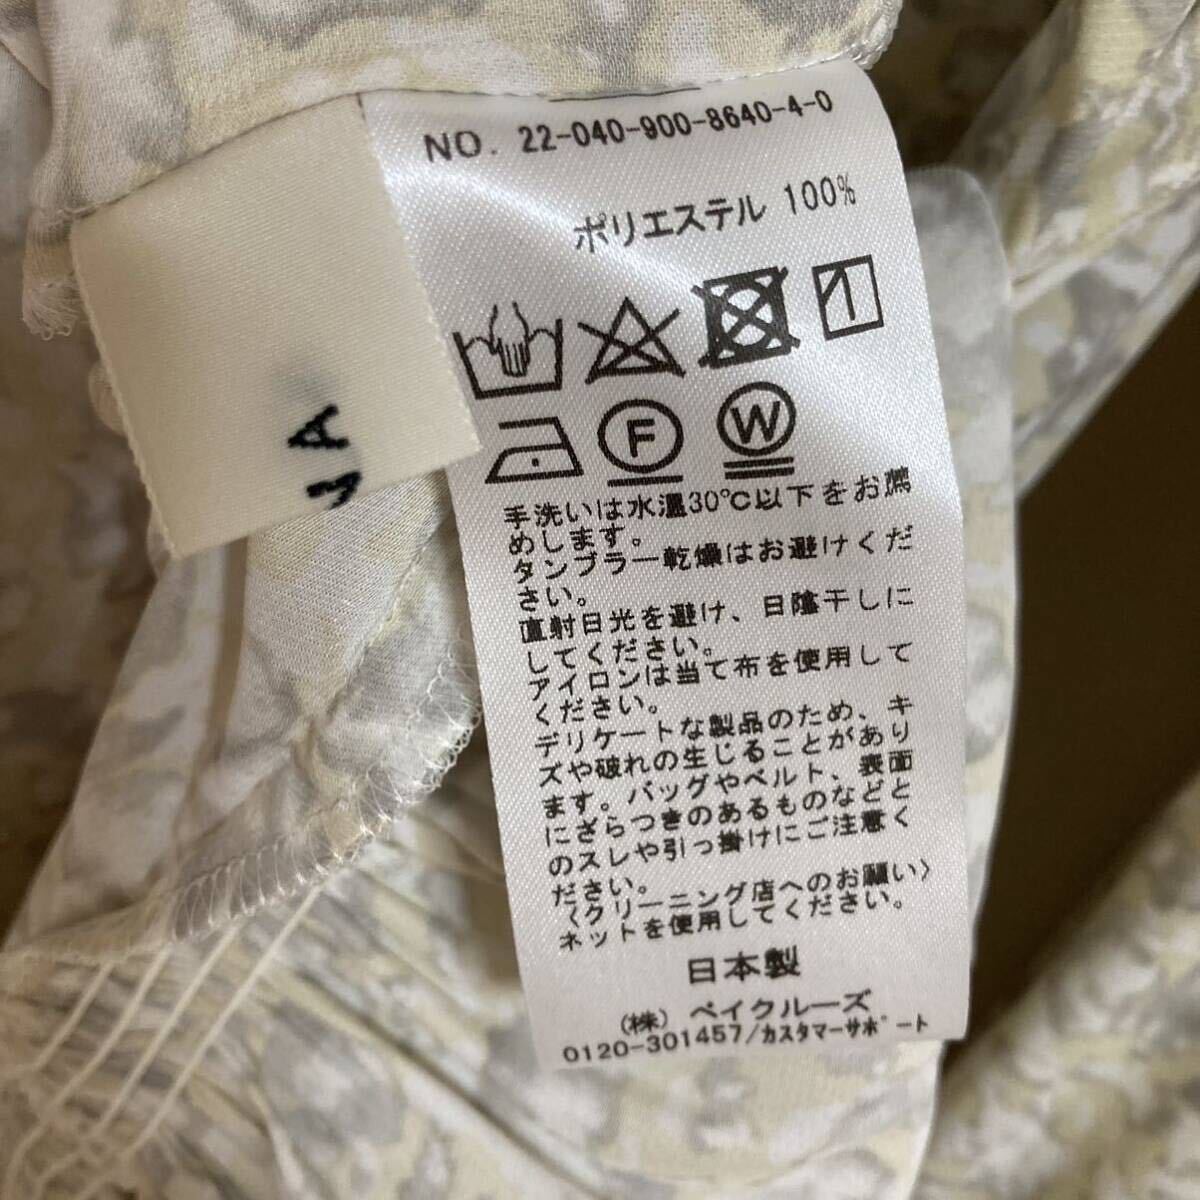 NO. 22-040-900-8640-4-0
ポリエステル 100%
F
W
手洗いは水温30℃以下をお薦
めします。
タンブラー乾燥はお避けくだ
さい。
直射日光を避け、日陰干しに
してください。
アイロンは当て布を使用して
ください。
デリケートな製品のため、キ
ズや破れの生じることがあり
ます。バッグやベルト、表面
にざらつきのあるものなどと
のスレや引っ掛けにご注意く
ださい。
〈クリーニング店へのお願い〉
ネットを使用してください。
日本製
(株) ベイクルーズ
0120-301457/カスタマーサポート